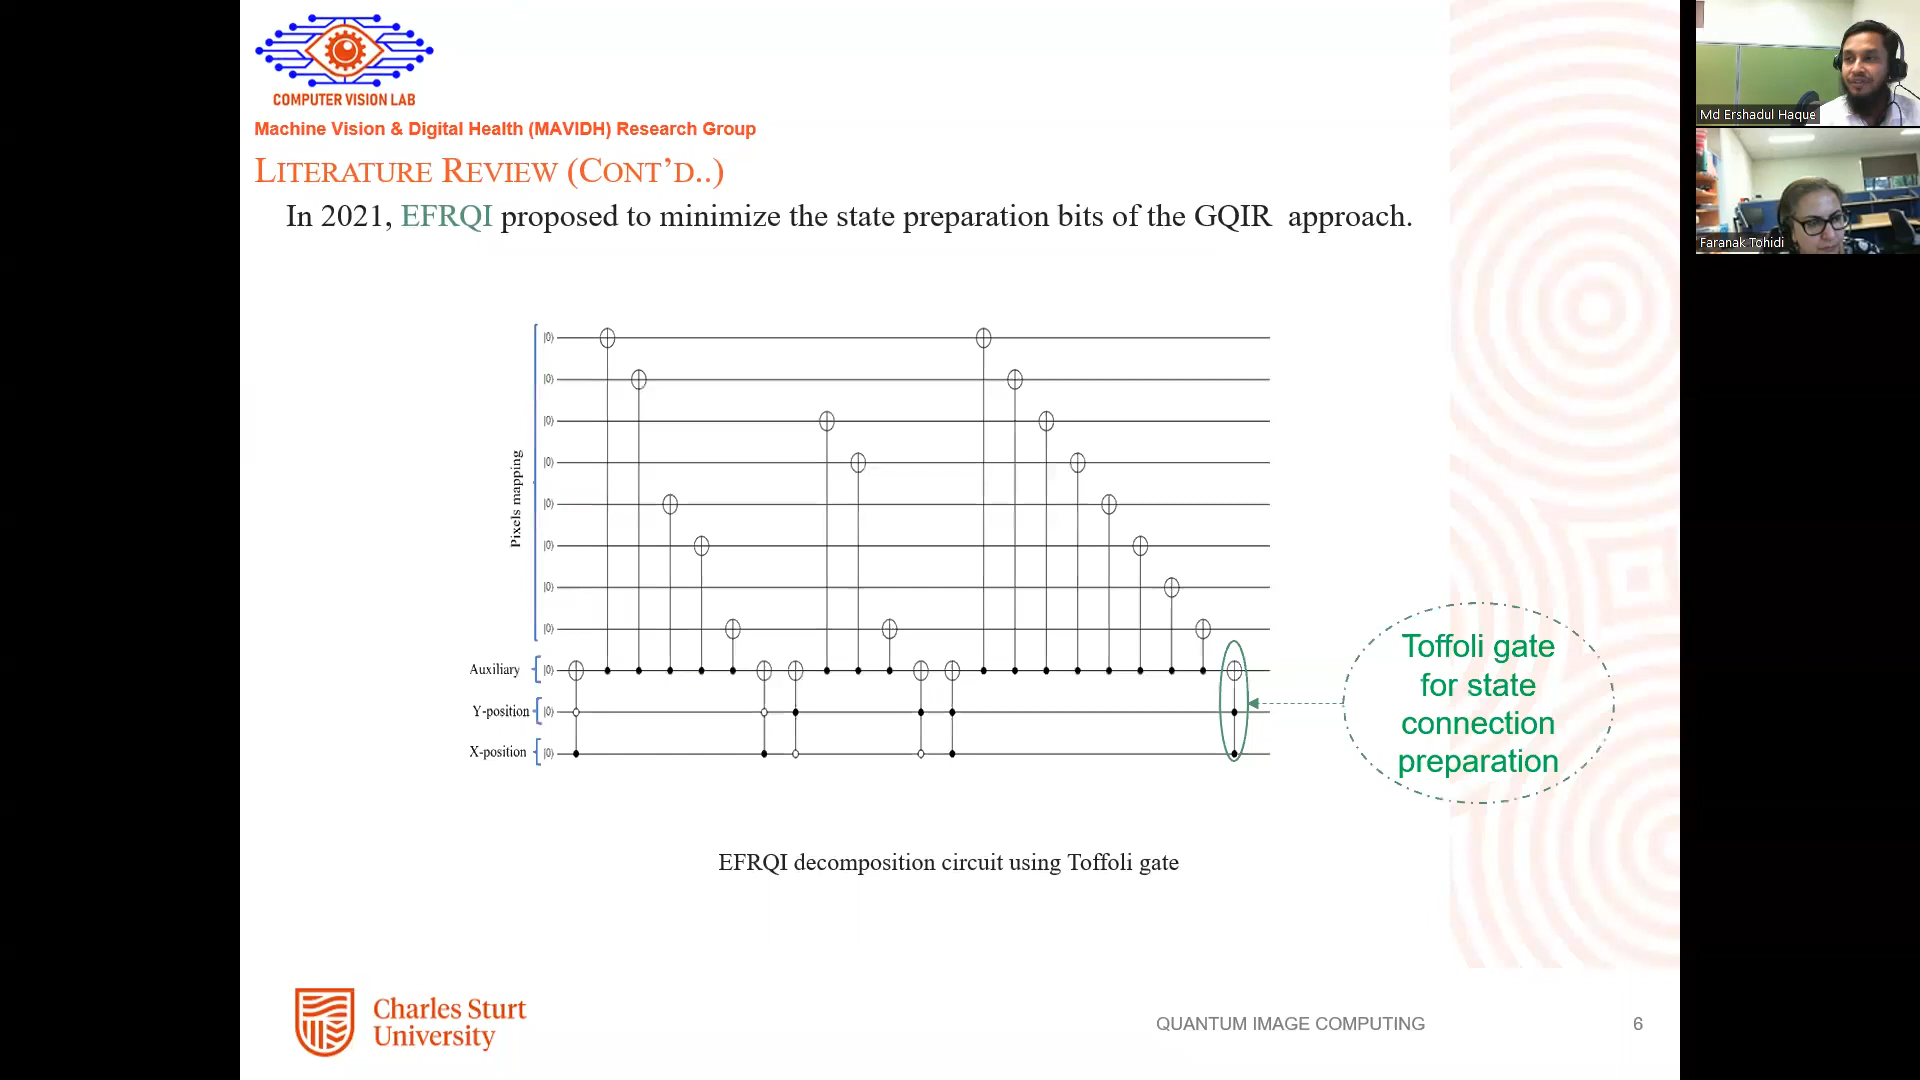 COMPUTER VISION LAB
Machine Vision & Digital Health (MAVIDH) Research Group
LITERATURE REVIEW (CONT'D..)
In 2021, EFRQI proposed to minimize the state preparation bits of the GQIR approach.
Pixels mapping
|0⟩
|0⟩
|0⟩
|0⟩
|0⟩
|0⟩
|0⟩
|0⟩
Auxiliary |0⟩
Y-position |0⟩
X-position |0⟩
Toffoli gate
for state
connection
preparation
EFRQI decomposition circuit using Toffoli gate
Charles Sturt
University
QUANTUM IMAGE COMPUTING
6
Md Ershadul Haque
Faranak Tohidi